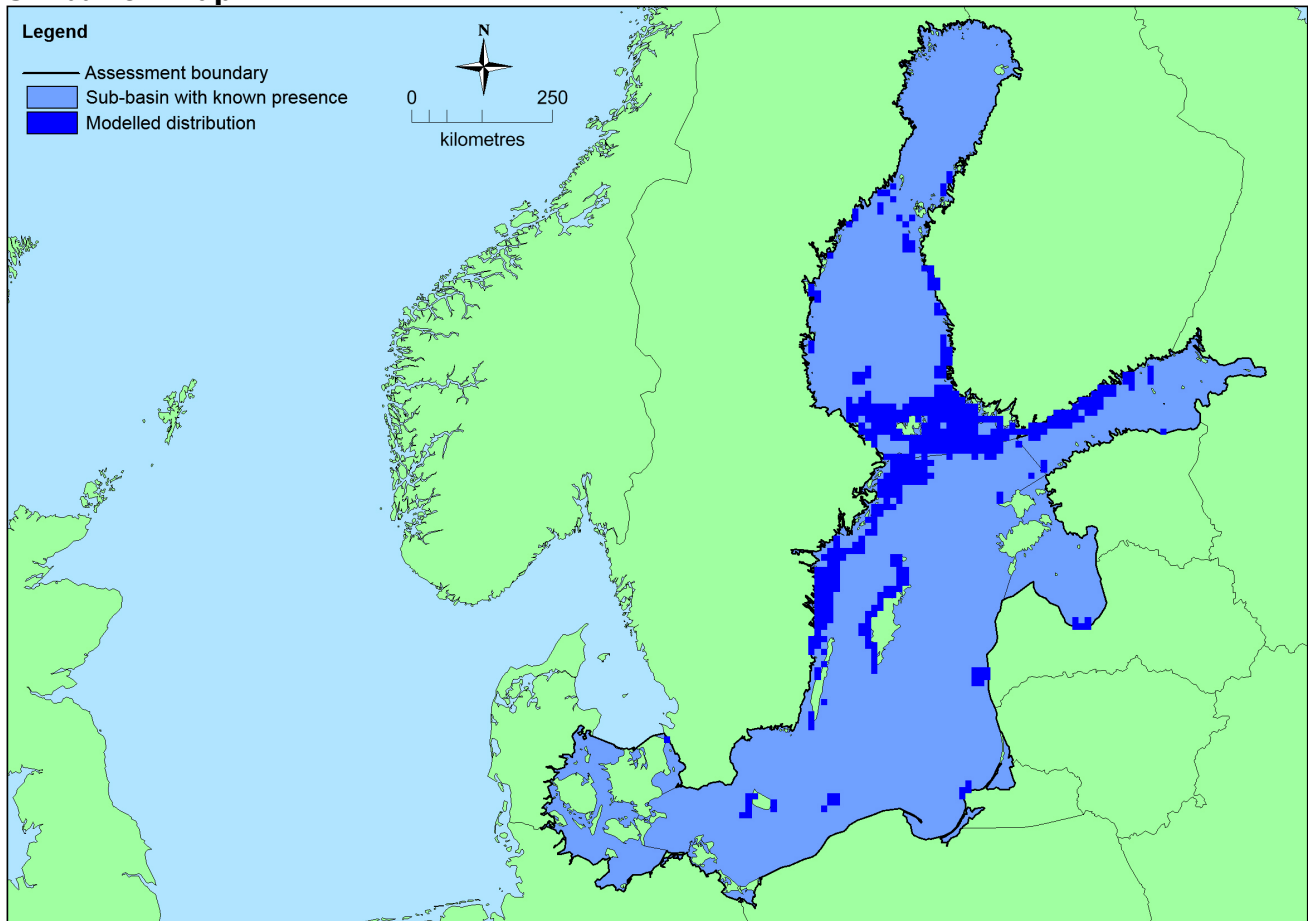 Legend
Assessment boundary
Sub-basin with known presence
Modelled distribution
N
0 250
kilometres